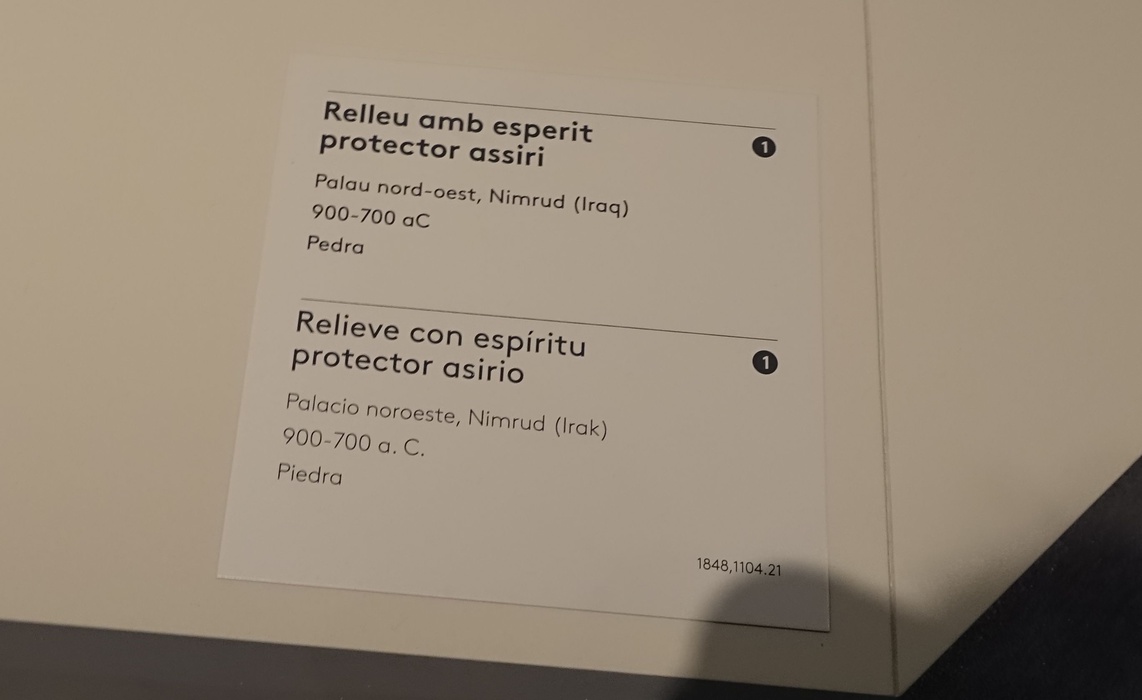 Relleu amb esperit
protector assiri
1
Palau nord-oest, Nimrud (Iraq)
900-700 aC
Pedra
Relieve con espíritu
protector asirio
1
Palacio noroeste, Nimrud (Irak)
900-700 a. C.
Piedra
1848,1104.21